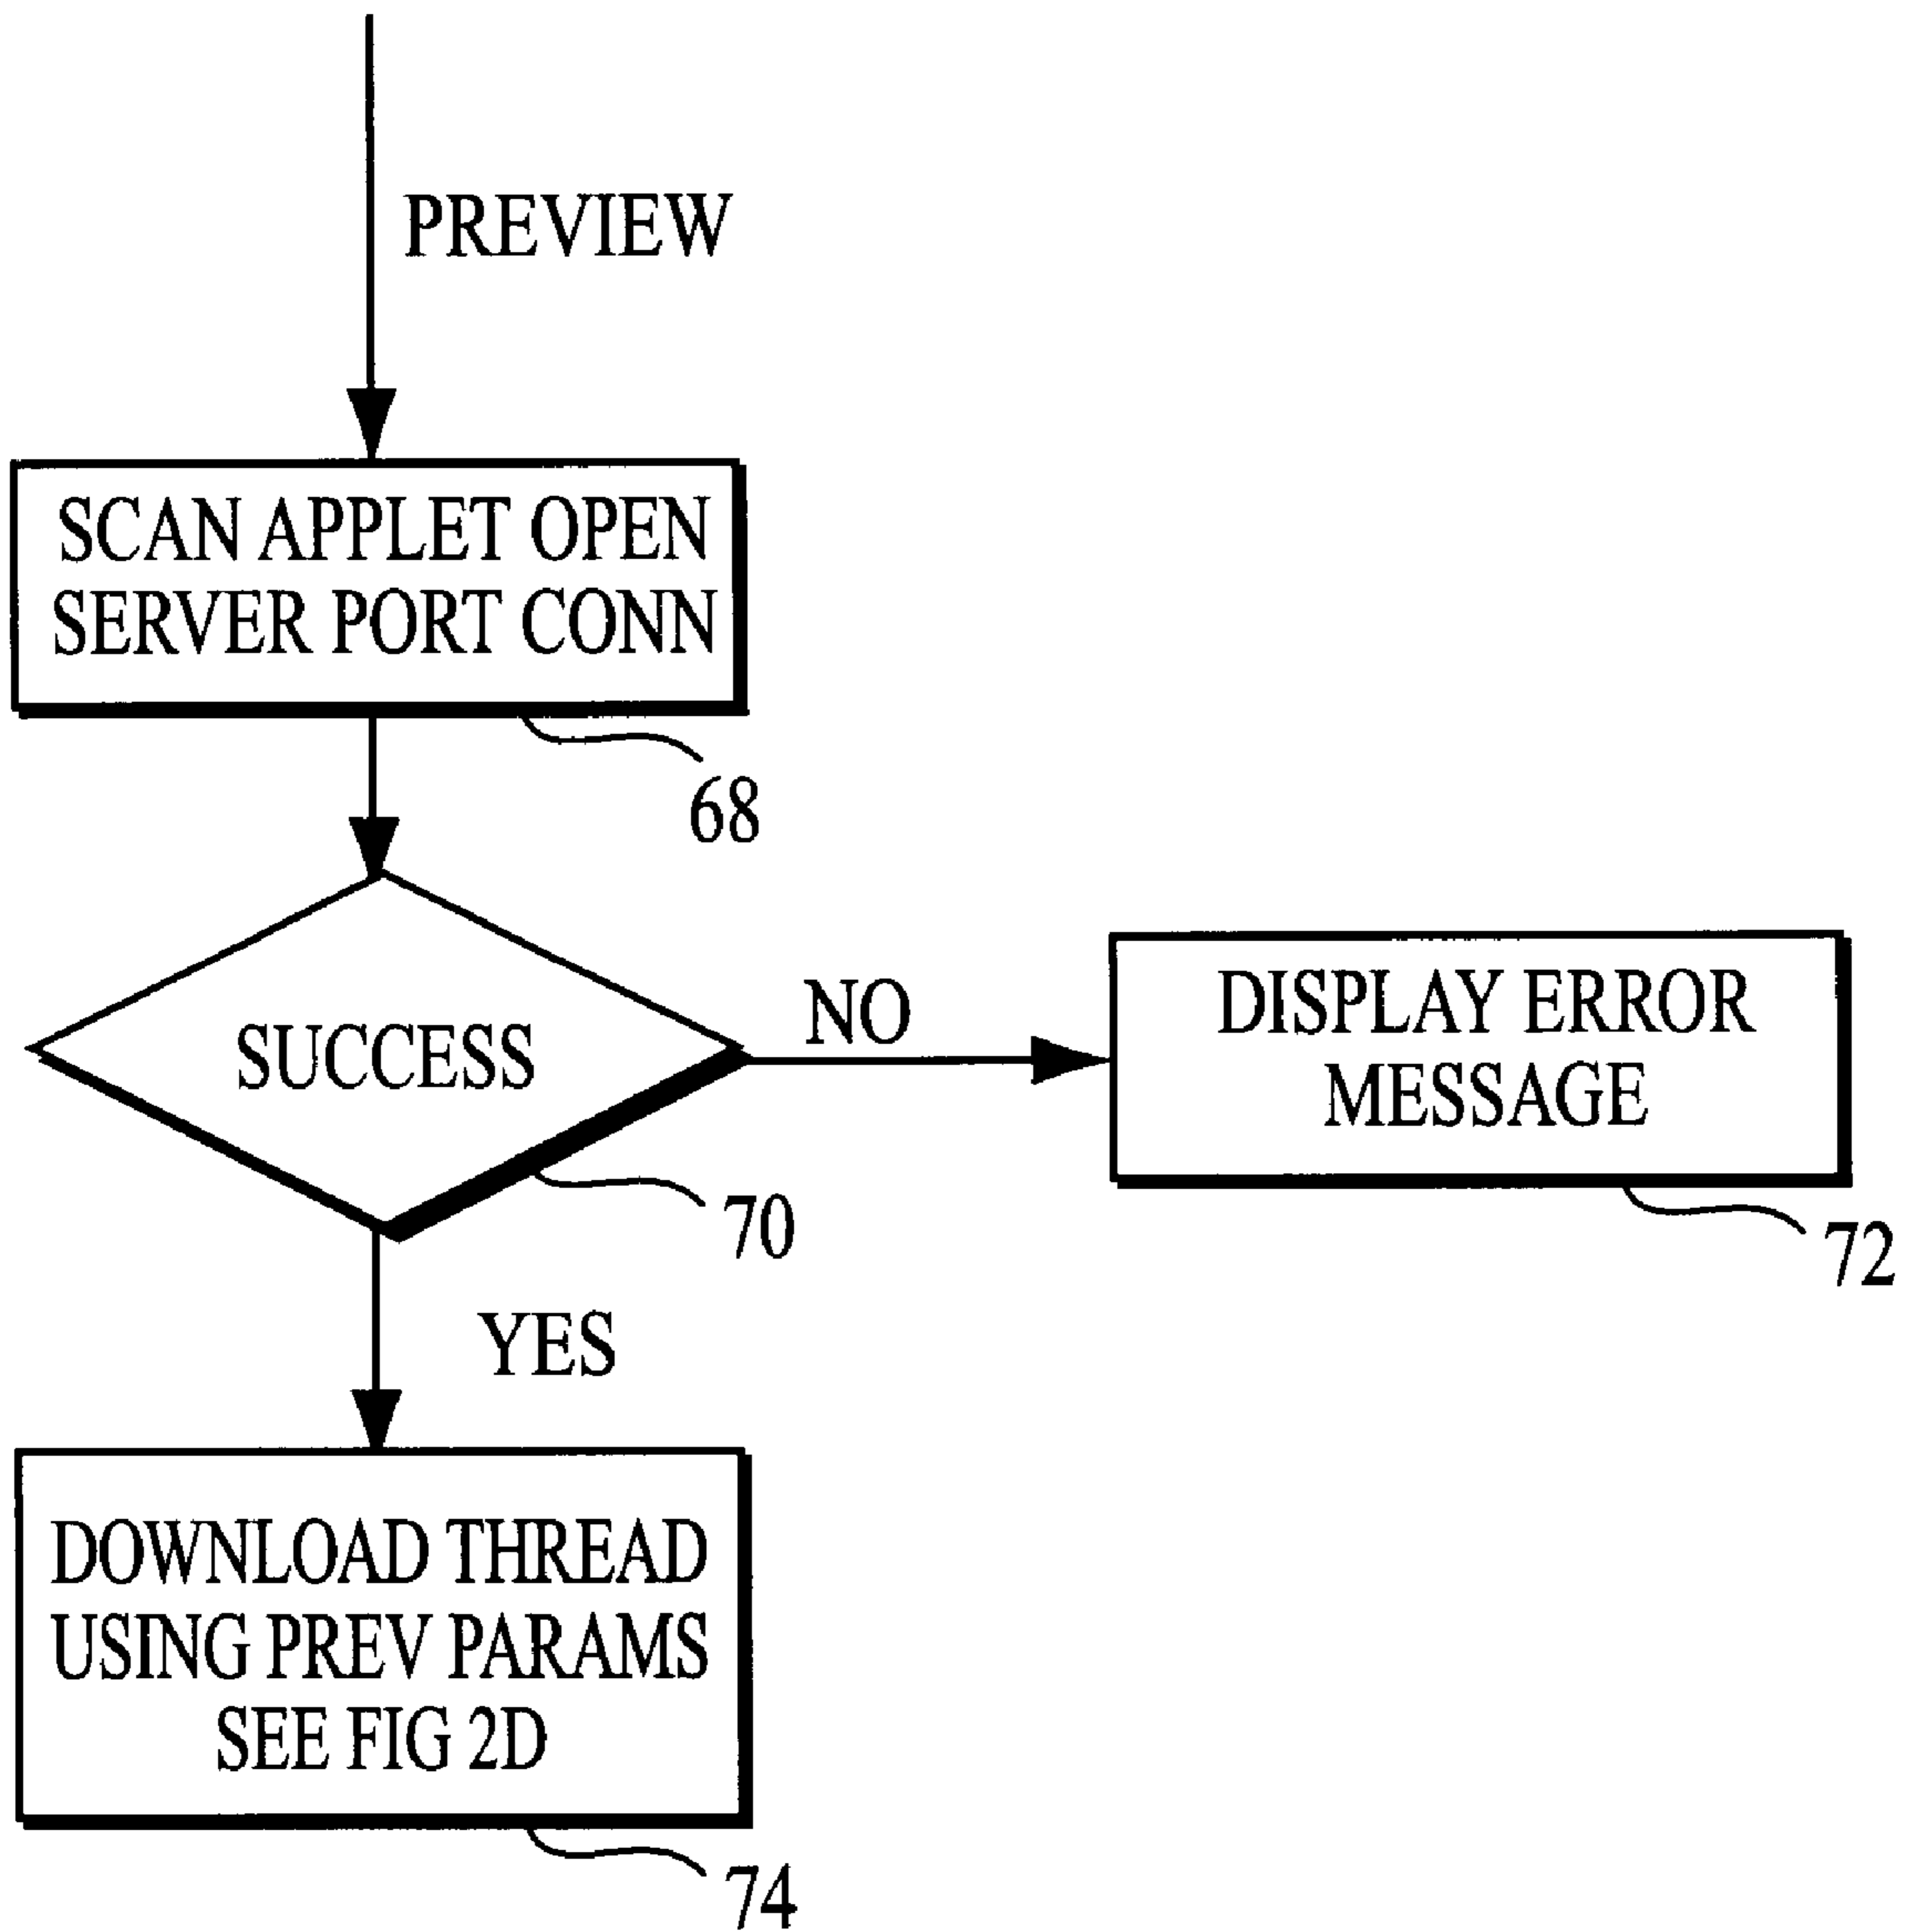 PREVIEW
SCAN APPLET OPEN
SERVER PORT CONN
68
SUCCESS
NO
DISPLAY ERROR
MESSAGE
70
72
YES
DOWNLOAD THREAD
USING PREV PARAMS
SEE FIG 2D
74